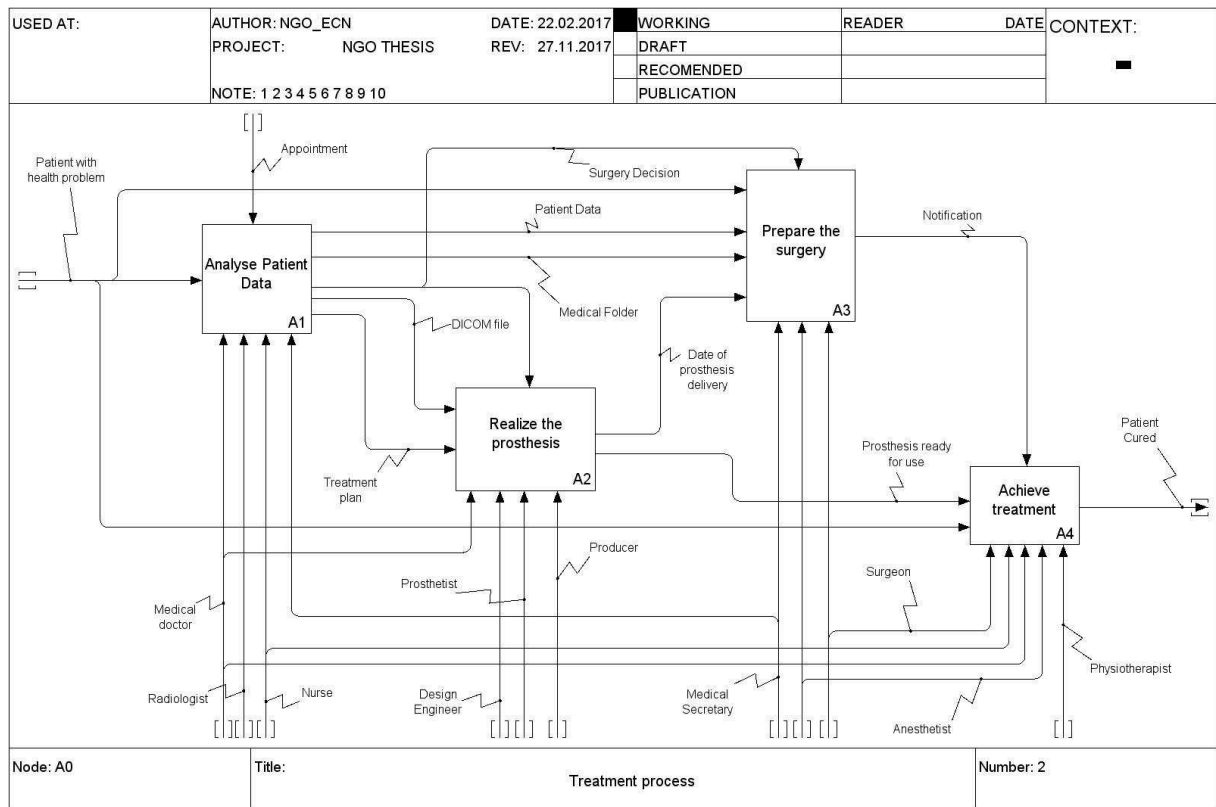 USED AT:
AUTHOR: NGO_ECN
DATE: 22.02.2017
WORKING
READER
DATE
CONTEXT:
PROJECT: NGO THESIS
REV: 27.11.2017
DRAFT
RECOMENDED
NOTE: 1 2 3 4 5 6 7 8 9 10
PUBLICATION
Appointment
Patient with
health problem
Surgery Decision
Patient Data
Notification
Analyse Patient
Data
A1
Prepare the
surgery
A3
Medical Folder
DICOM file
Date of
prosthesis
delivery
Realize the
prosthesis
A2
Treatment
plan
Prosthesis ready
for use
Patient
Cured
Achieve
treatment
A4
Producer
Prosthetist
Surgeon
Medical
doctor
Radiologist
Nurse
Design
Engineer
Medical
Secretary
Anesthetist
Physiotherapist
Node: A0
Title:
Treatment process
Number: 2